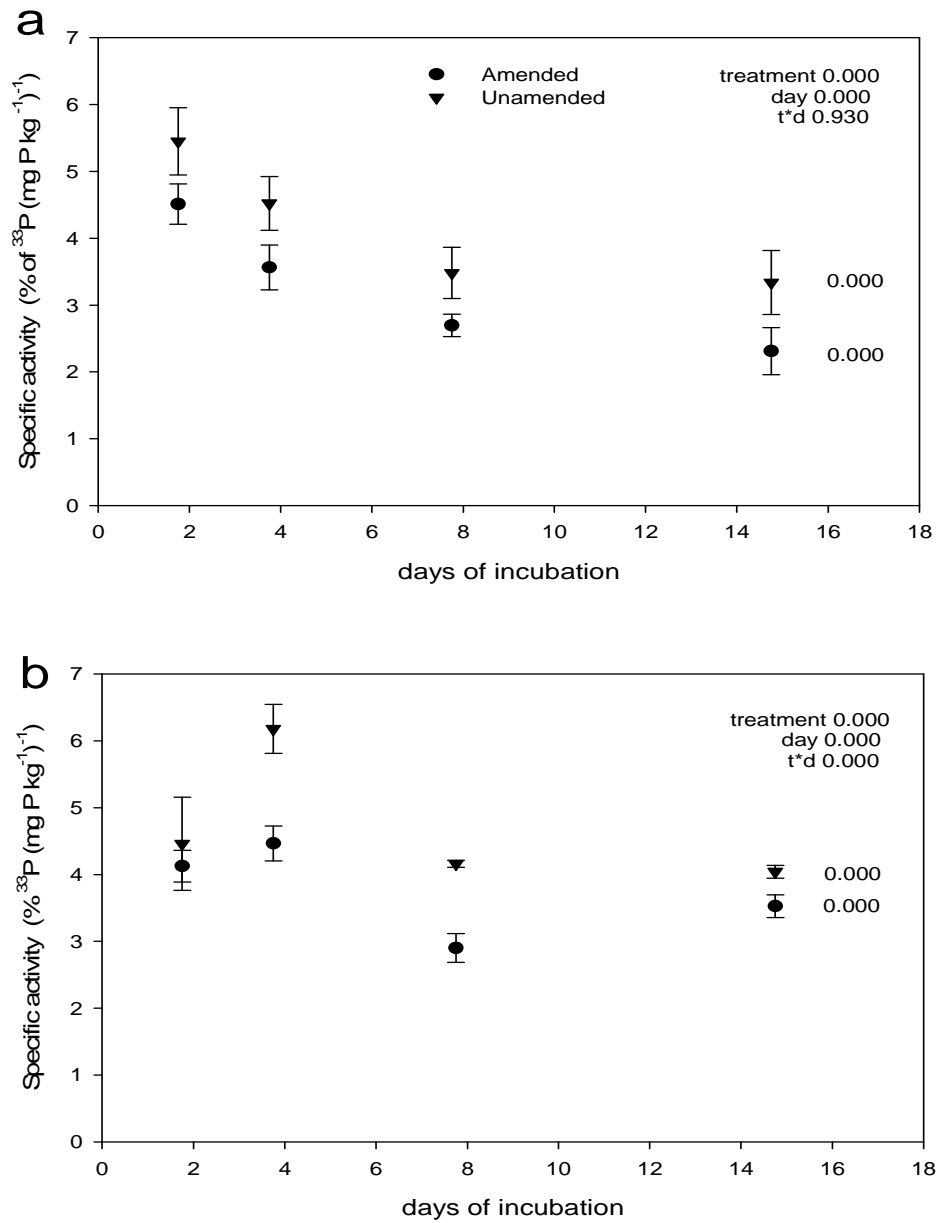 a
7
6
5
4
3
2
1
0
Specific activity (% of ³³P (mg P kg⁻¹)⁻¹)
Amended
Unamended
treatment 0.000
day 0.000
t*d 0.930
0.000
0.000
0 2 4 6 8 10 12 14 16 18
days of incubation
b
7
6
5
4
3
2
1
0
Specific activity (% ³³P (mg P kg⁻¹)⁻¹)
treatment 0.000
day 0.000
t*d 0.000
0.000
0.000
0 2 4 6 8 10 12 14 16 18
days of incubation